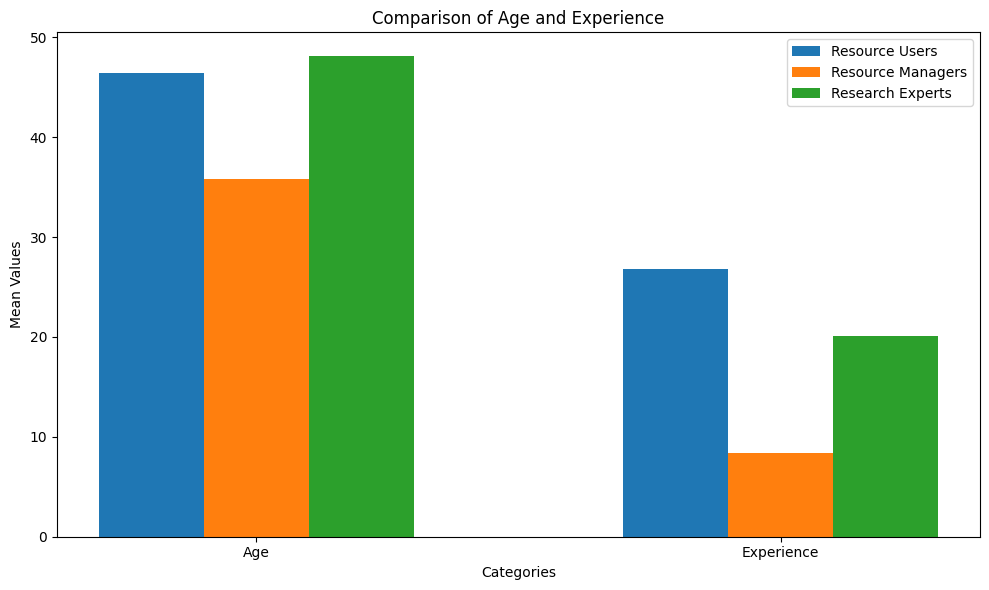 Comparison of Age and Experience
Resource Users
Resource Managers
Research Experts
Mean Values
50
40
30
20
10
0
Age
Experience
Categories